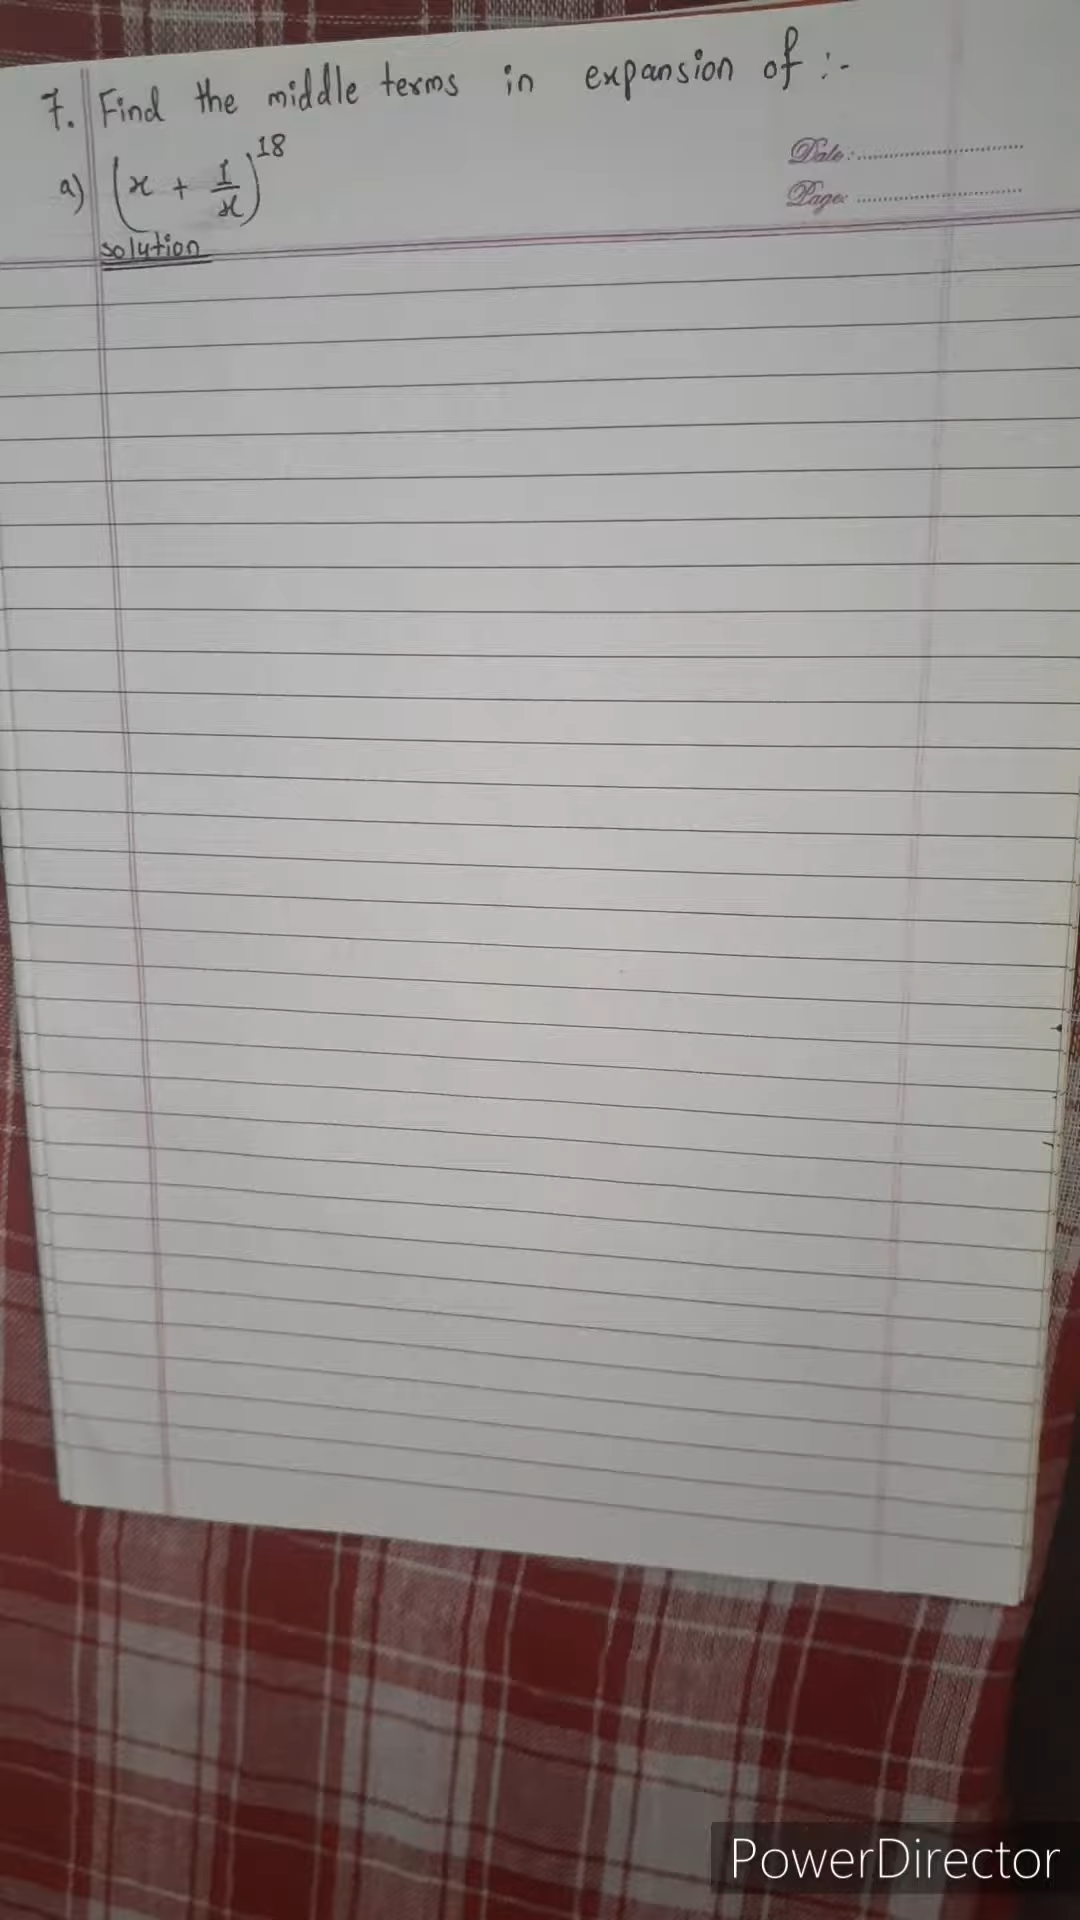 7. Find the middle terms in expansion of :-
a) (x + 1/x)^18
solution
Date:
Page:
PowerDirector